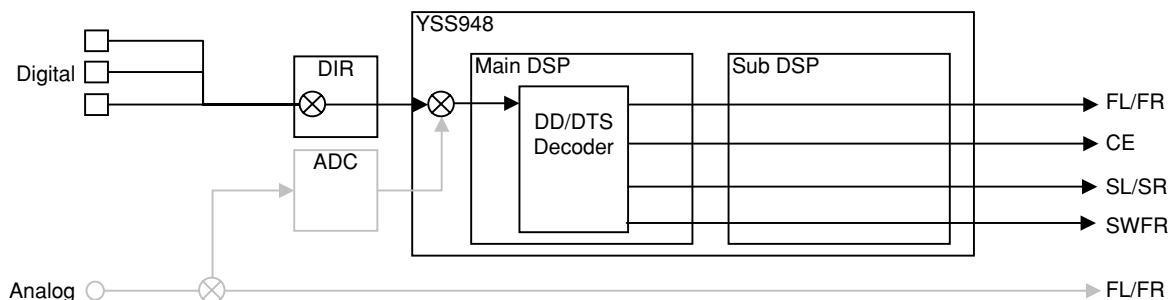 YSS948
Digital
DIR
Main DSP
Sub DSP
DD/DTS
Decoder
ADC
FL/FR
CE
SL/SR
SWFR
Analog
FL/FR